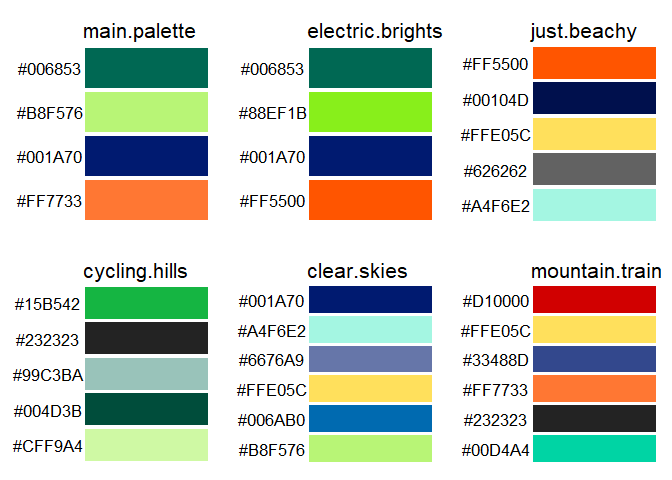 main.palette
#006853
#B8F576
#001A70
#FF7733
electric.brights
#006853
#88EF1B
#001A70
#FF5500
just.beachy
#FF5500
#00104D
#FFE05C
#626262
#A4F6E2
cycling.hills
#15B542
#232323
#99C3BA
#004D3B
#CFF9A4
clear.skies
#001A70
#A4F6E2
#6676A9
#FFE05C
#006AB0
#B8F576
mountain.train
#D10000
#FFE05C
#33488D
#FF7733
#232323
#00D4A4